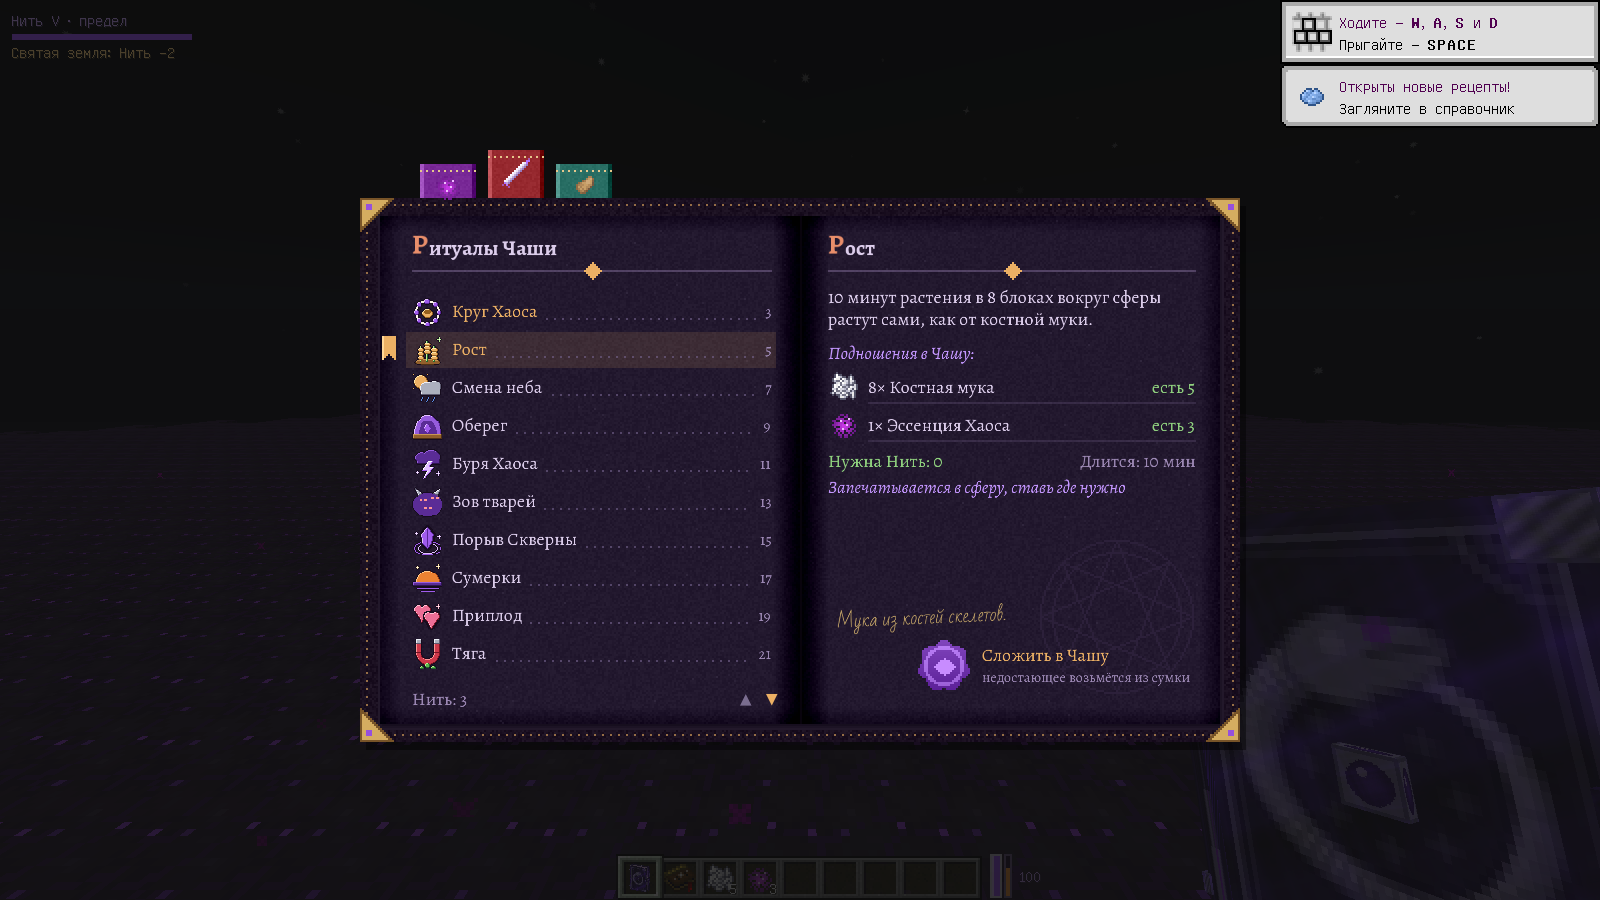 Нить V · предел
Святая земля: Нить -2
Ходите - W, A, S и D
Прыгайте - SPACE
Открыты новые рецепты!
Загляните в справочник
Ритуалы Чаши
Круг Хаоса 3
Рост 5
Смена неба 7
Оберег 9
Буря Хаоса 11
Зов тварей 13
Порыв Скверны 15
Сумерки 17
Приплод 19
Тяга 21
Нить: 3
Рост
10 минут растения в 8 блоках вокруг сферы
растут сами, как от костной муки.
Подношения в Чашу:
8× Костная мука есть 5
1× Эссенция Хаоса есть 3
Нужна Нить: 0 Длится: 10 мин
Запечатывается в сферу, ставь где нужно
Мука из костей скелетов.
Сложить в Чашу
недостающее возьмётся из сумки
5 3 100